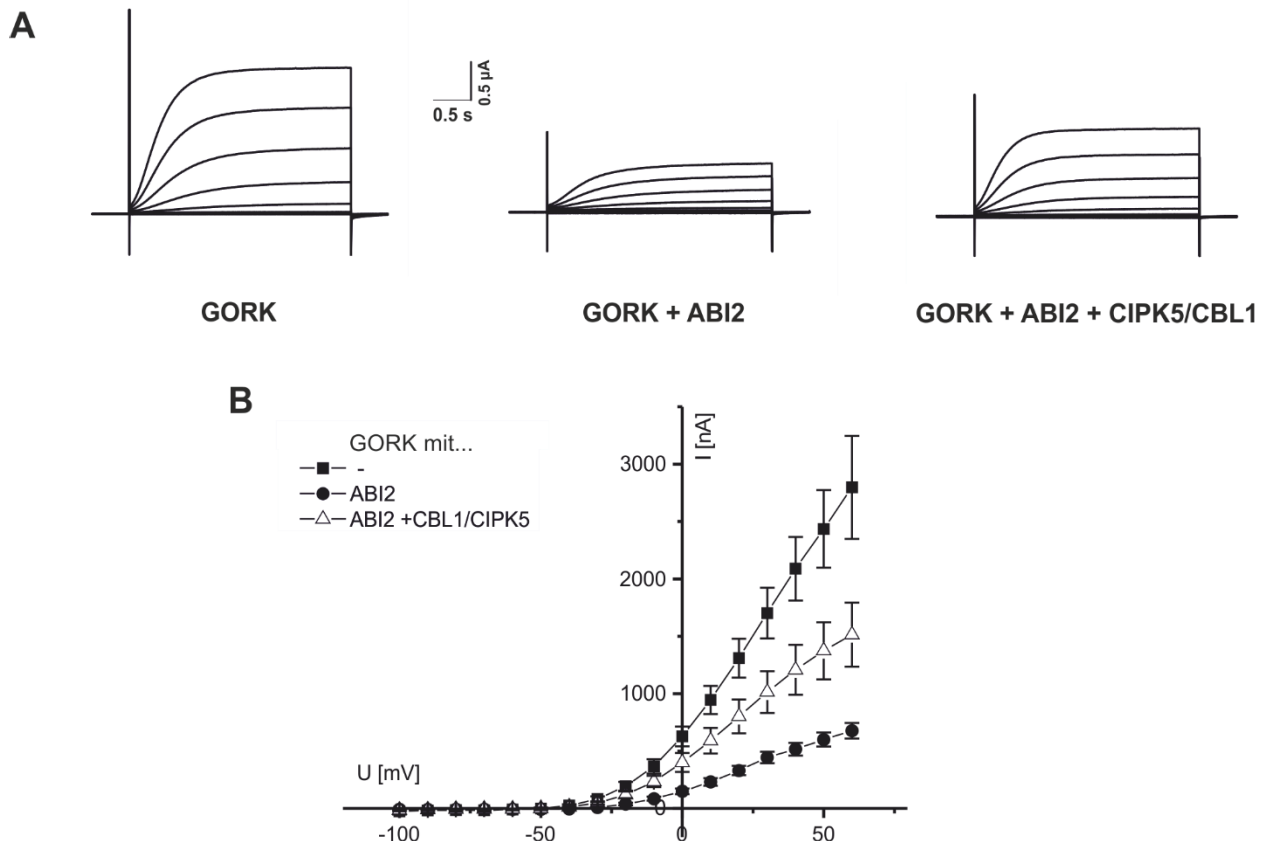 A
0.5 s
0.5 µA
GORK
GORK + ABI2
GORK + ABI2 + CIPK5/CBL1
B
GORK mit...
-
ABI2
ABI2 +CBL1/CIPK5
I [nA]
3000
2000
1000
0
U [mV]
-100
-50
0
50